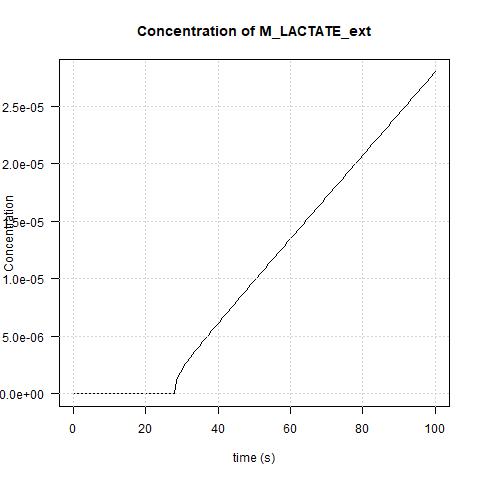 Concentration of M_LACTATE_ext
Concentration
2.5e-05
2.0e-05
1.5e-05
1.0e-05
5.0e-06
0.0e+00
0 20 40 60 80 100
time (s)